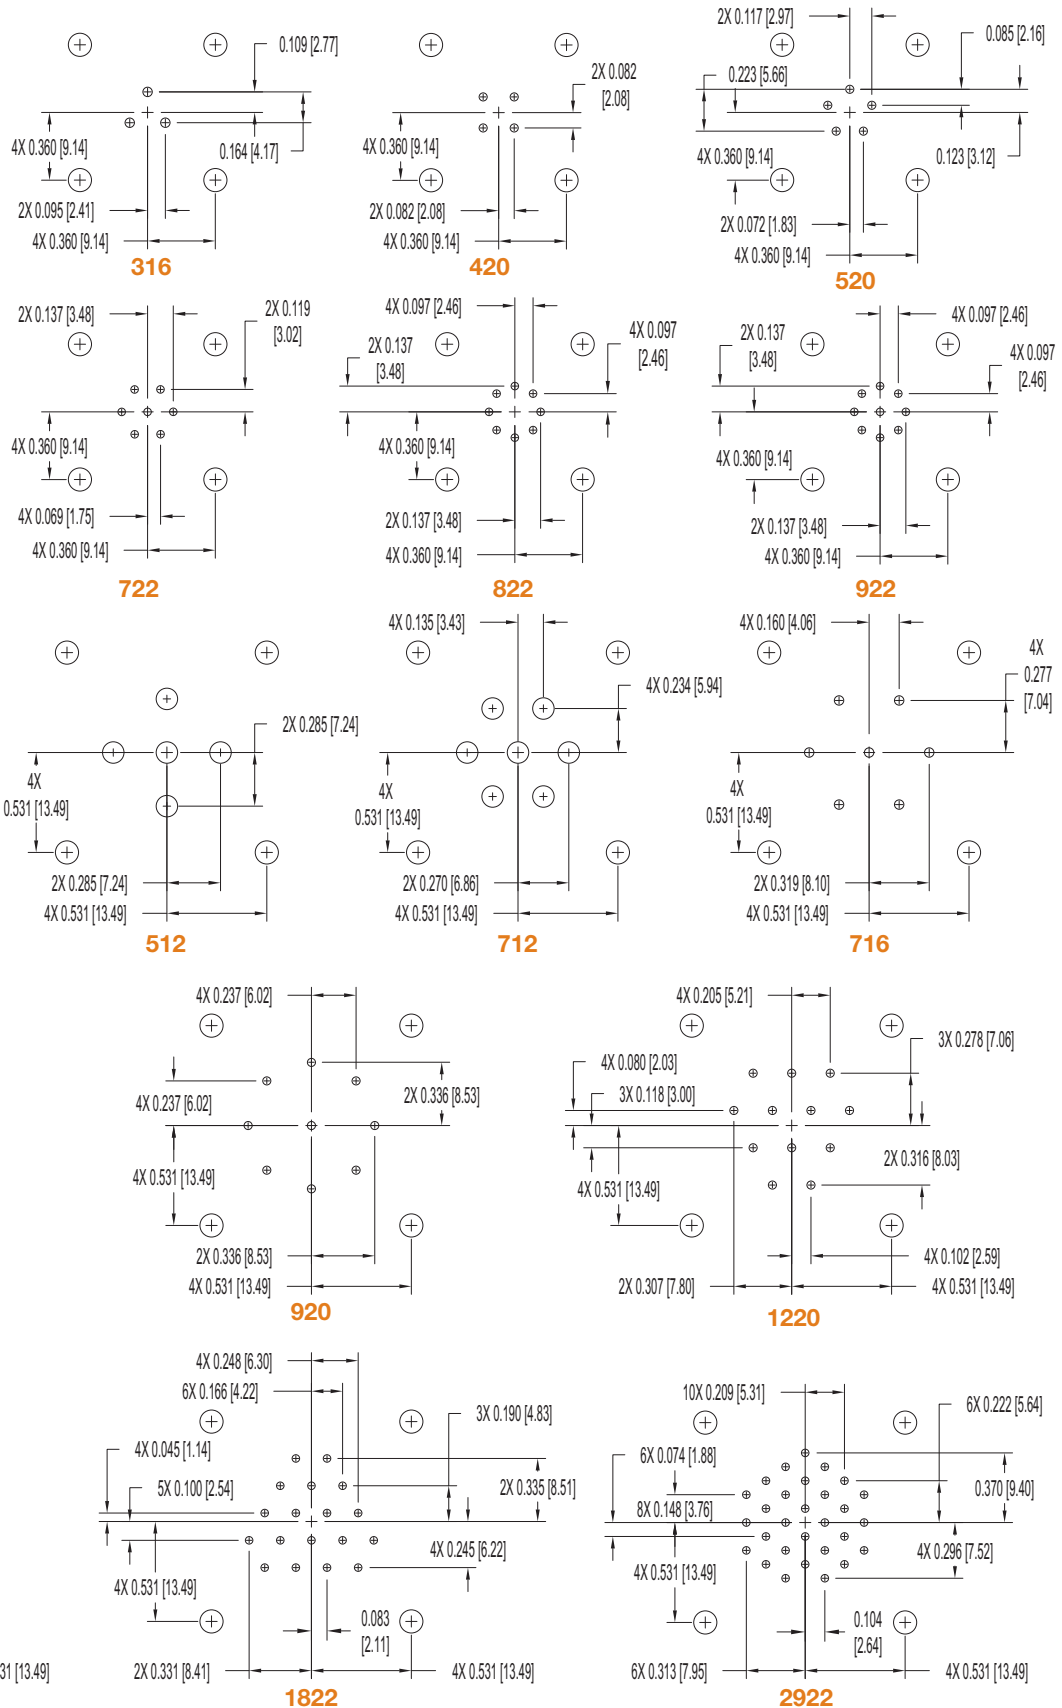 0.109 [2.77]
4X 0.360 [9.14]
0.164 [4.17]
2X 0.095 [2.41]
4X 0.360 [9.14]
316
2X 0.082
[2.08]
4X 0.360 [9.14]
2X 0.082 [2.08]
4X 0.360 [9.14]
420
2X 0.117 [2.97]
0.085 [2.16]
0.223 [5.66]
4X 0.360 [9.14]
0.123 [3.12]
2X 0.072 [1.83]
4X 0.360 [9.14]
520
2X 0.137 [3.48]
2X 0.119
[3.02]
4X 0.360 [9.14]
4X 0.069 [1.75]
4X 0.360 [9.14]
722
4X 0.097 [2.46]
2X 0.137
[3.48]
4X 0.097
[2.46]
4X 0.360 [9.14]
2X 0.137 [3.48]
4X 0.360 [9.14]
822
4X 0.097 [2.46]
2X 0.137
[3.48]
4X 0.097
[2.46]
4X 0.360 [9.14]
2X 0.137 [3.48]
4X 0.360 [9.14]
922
2X 0.285 [7.24]
4X
0.531 [13.49]
2X 0.285 [7.24]
4X 0.531 [13.49]
512
4X 0.135 [3.43]
4X 0.234 [5.94]
4X
0.531 [13.49]
2X 0.270 [6.86]
4X 0.531 [13.49]
712
4X 0.160 [4.06]
4X
0.277
[7.04]
4X
0.531 [13.49]
2X 0.319 [8.10]
4X 0.531 [13.49]
716
4X 0.237 [6.02]
4X 0.237 [6.02]
2X 0.336 [8.53]
4X 0.531 [13.49]
2X 0.336 [8.53]
4X 0.531 [13.49]
920
4X 0.205 [5.21]
3X 0.278 [7.06]
4X 0.080 [2.03]
3X 0.118 [3.00]
2X 0.316 [8.03]
4X 0.531 [13.49]
4X 0.102 [2.59]
2X 0.307 [7.80]
4X 0.531 [13.49]
1220
4X 0.248 [6.30]
6X 0.166 [4.22]
3X 0.190 [4.83]
4X 0.045 [1.14]
5X 0.100 [2.54]
2X 0.335 [8.51]
4X 0.245 [6.22]
4X 0.531 [13.49]
0.083
[2.11]
31 [13.49]
2X 0.331 [8.41]
4X 0.531 [13.49]
1822
10X 0.209 [5.31]
6X 0.222 [5.64]
6X 0.074 [1.88]
0.370 [9.40]
8X 0.148 [3.76]
4X 0.296 [7.52]
4X 0.531 [13.49]
0.104
[2.64]
6X 0.313 [7.95]
4X 0.531 [13.49]
2922